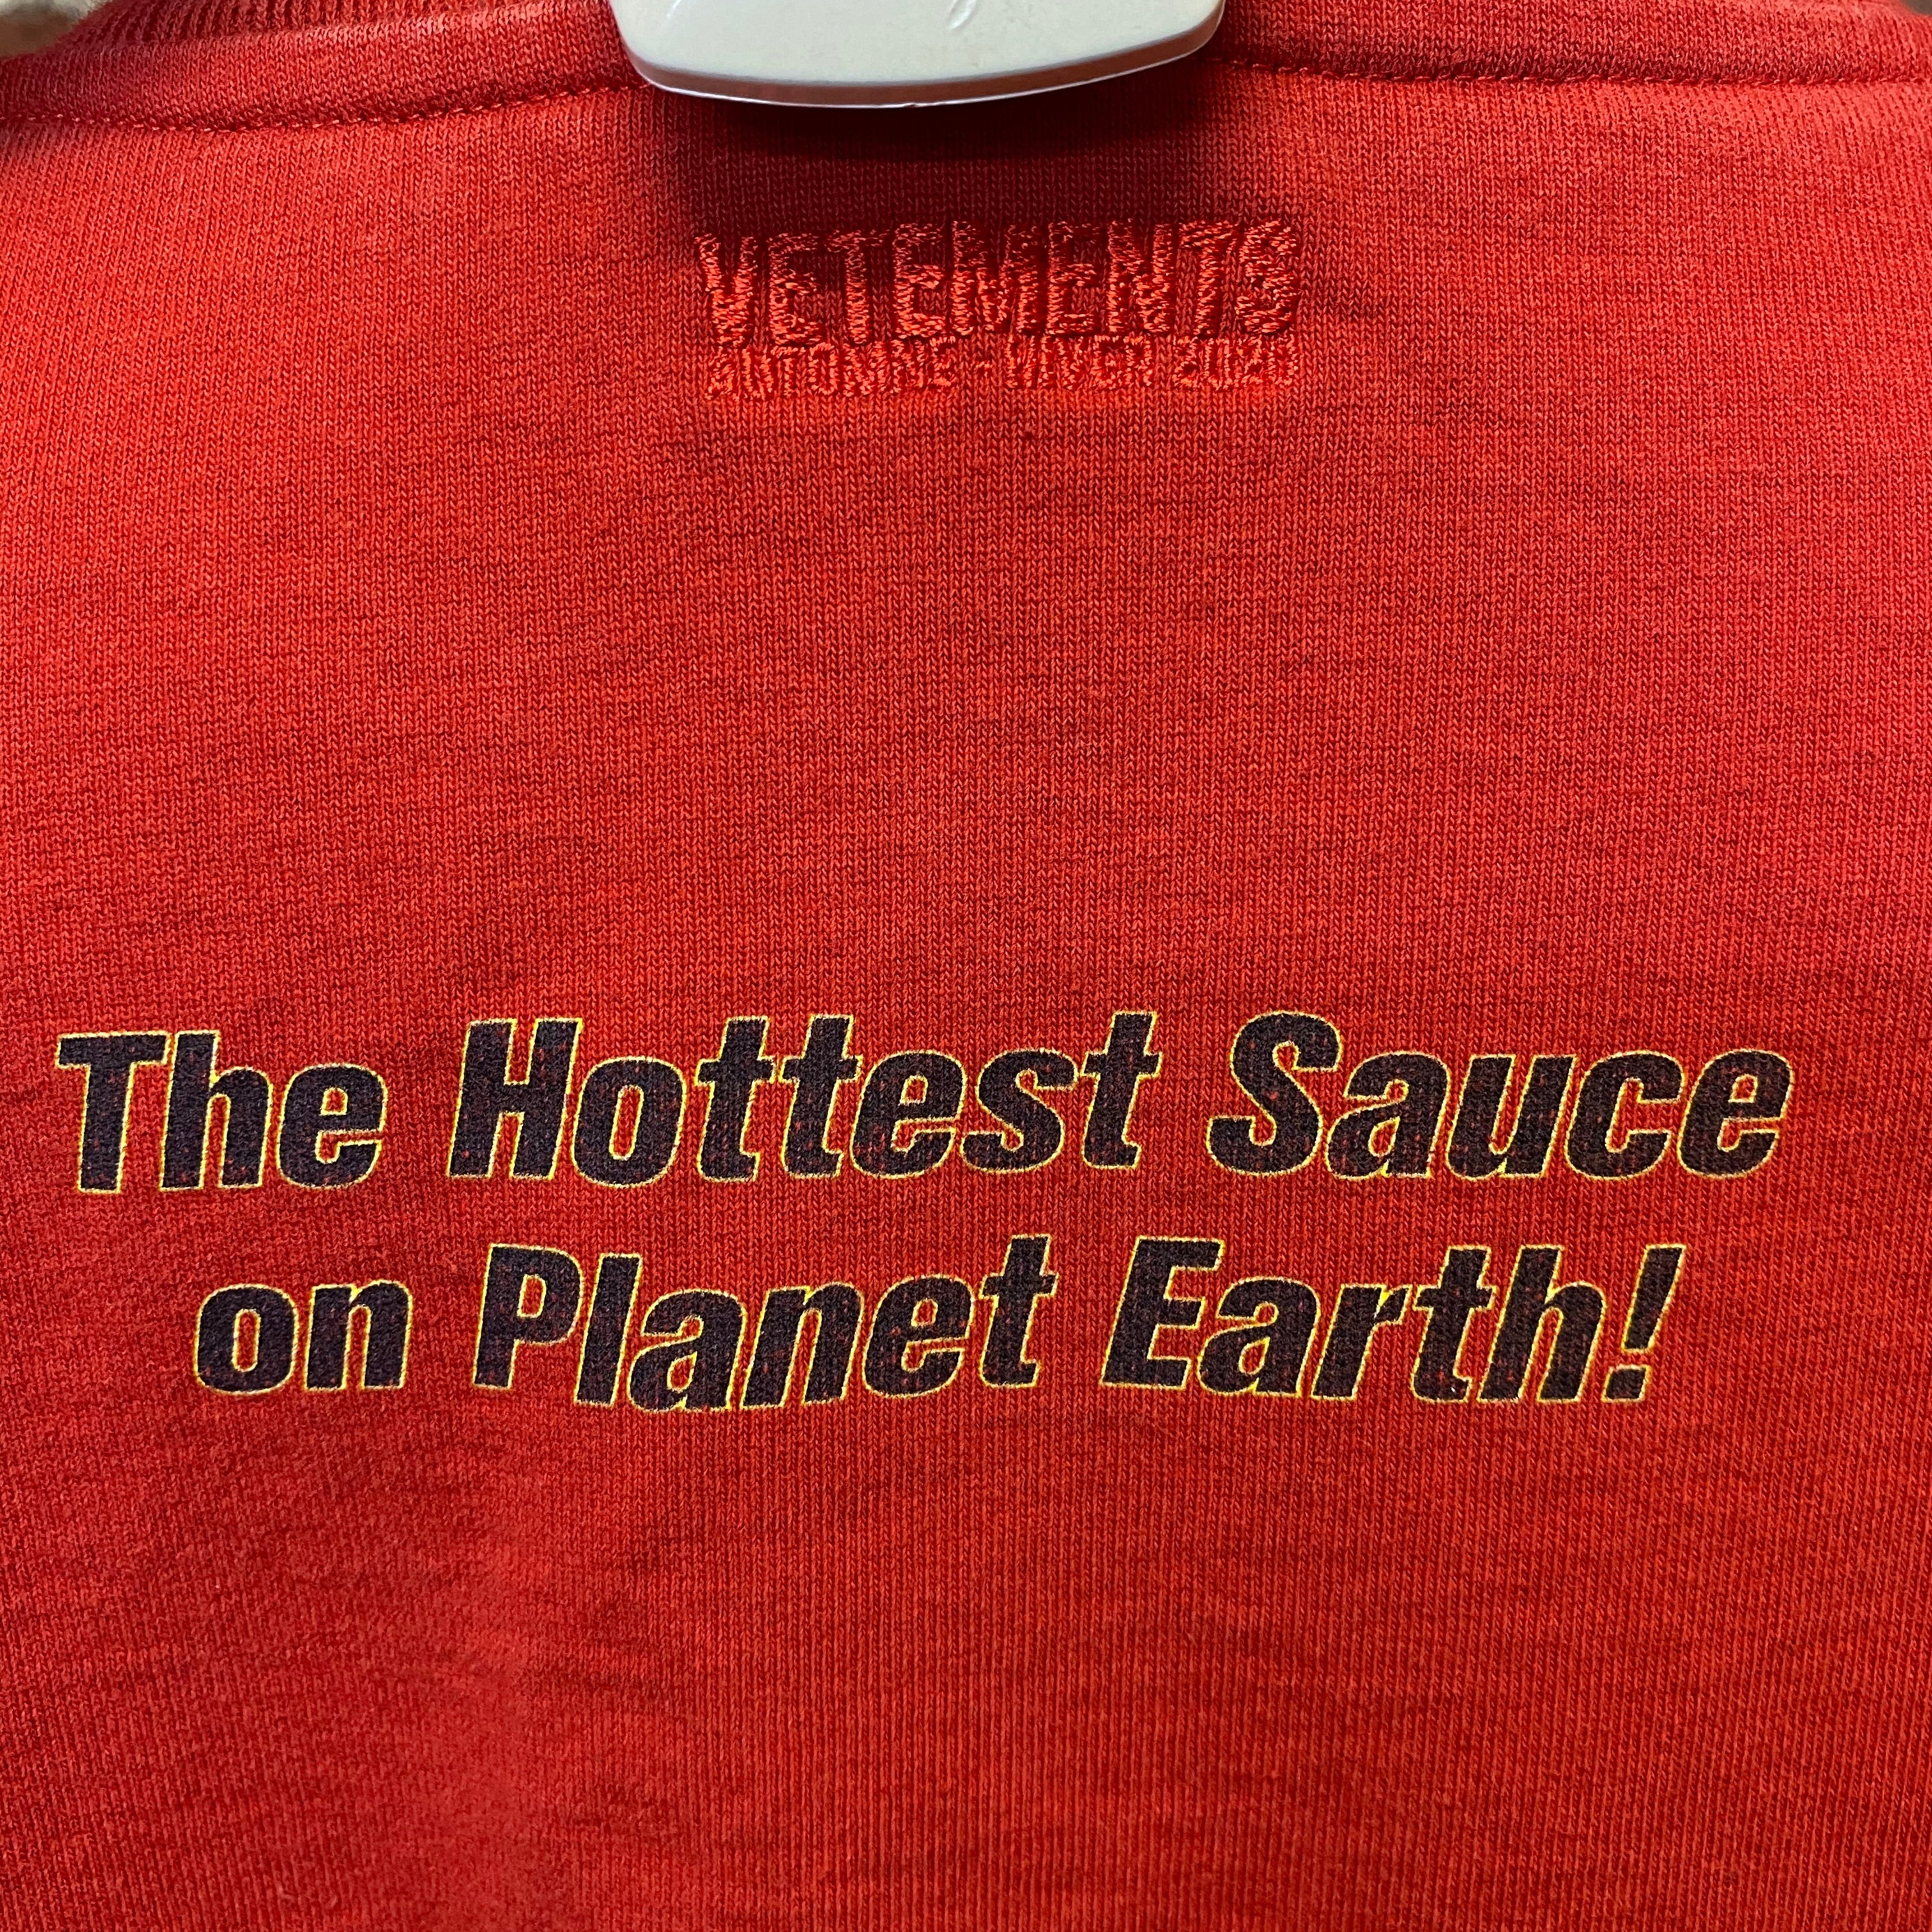 VETEMENTS
AUTOMNE - HIVER 2020
The Hottest Sauce
on Planet Earth!